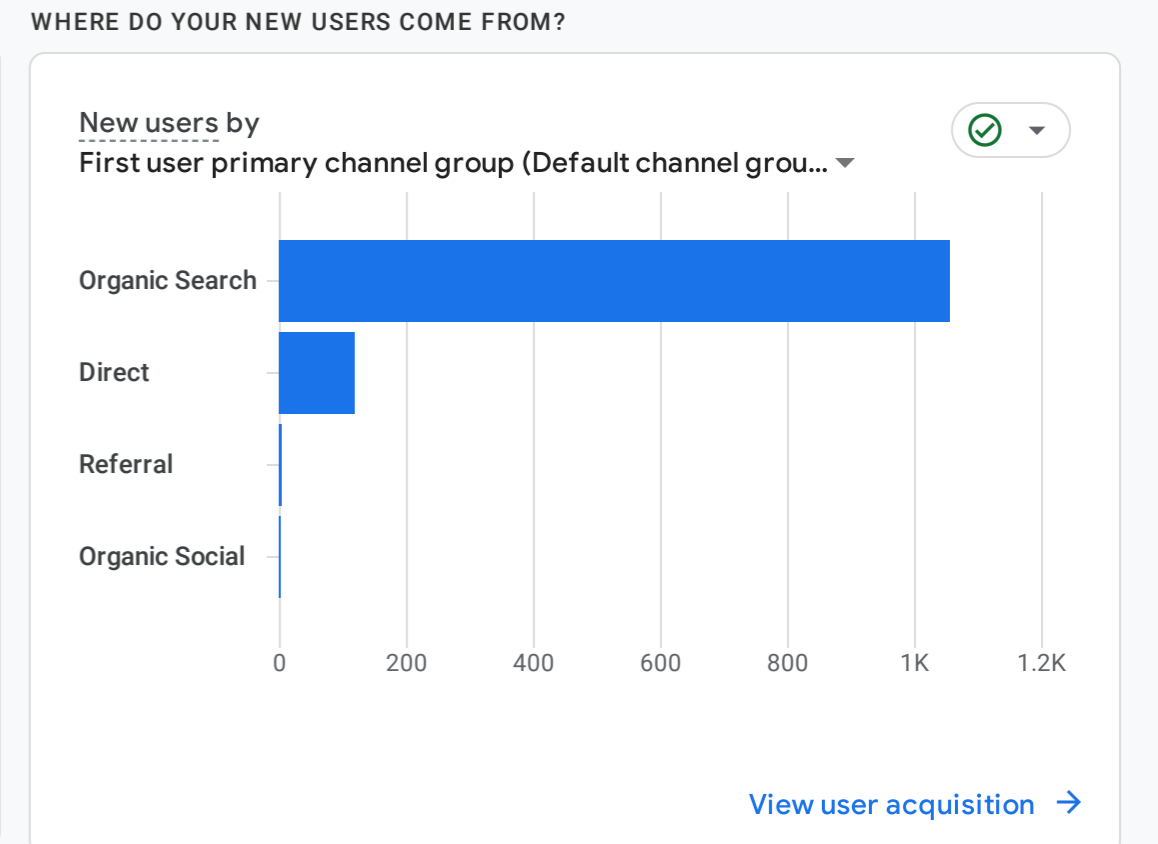 WHERE DO YOUR NEW USERS COME FROM?
New users by
First user primary channel group (Default channel grou...
Organic Search
Direct
Referral
Organic Social
0 200 400 600 800 1K 1.2K
View user acquisition